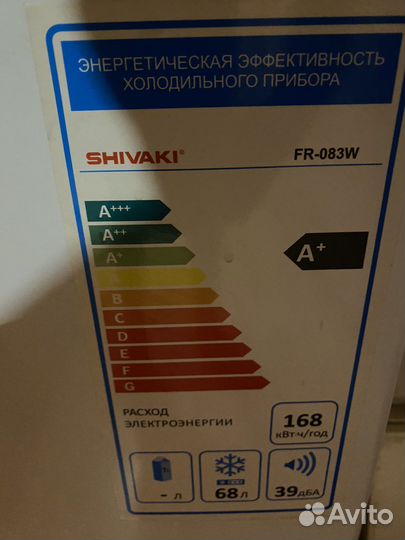 ЭНЕРГЕТИЧЕСКАЯ ЭФФЕКТИВНОСТЬ
ХОЛОДИЛЬНОГО ПРИБОРА
SHIVAKI® FR-083W
A+++
A++
A+ A+
A
B
C
D
E
F
G
РАСХОД
ЭЛЕКТРОЭНЕРГИИ
168
кВт·ч/год
- л 68 л 39 дБА
Avito